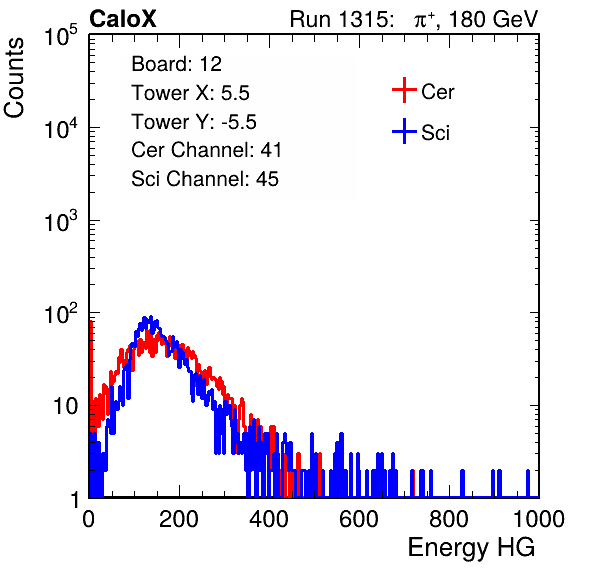 CaloX Run 1315: π⁺, 180 GeV
Counts
10⁵
10⁴
10³
10²
10
1
Board: 12
Tower X: 5.5
Tower Y: -5.5
Cer Channel: 41
Sci Channel: 45
Cer
Sci
0 200 400 600 800 1000
Energy HG